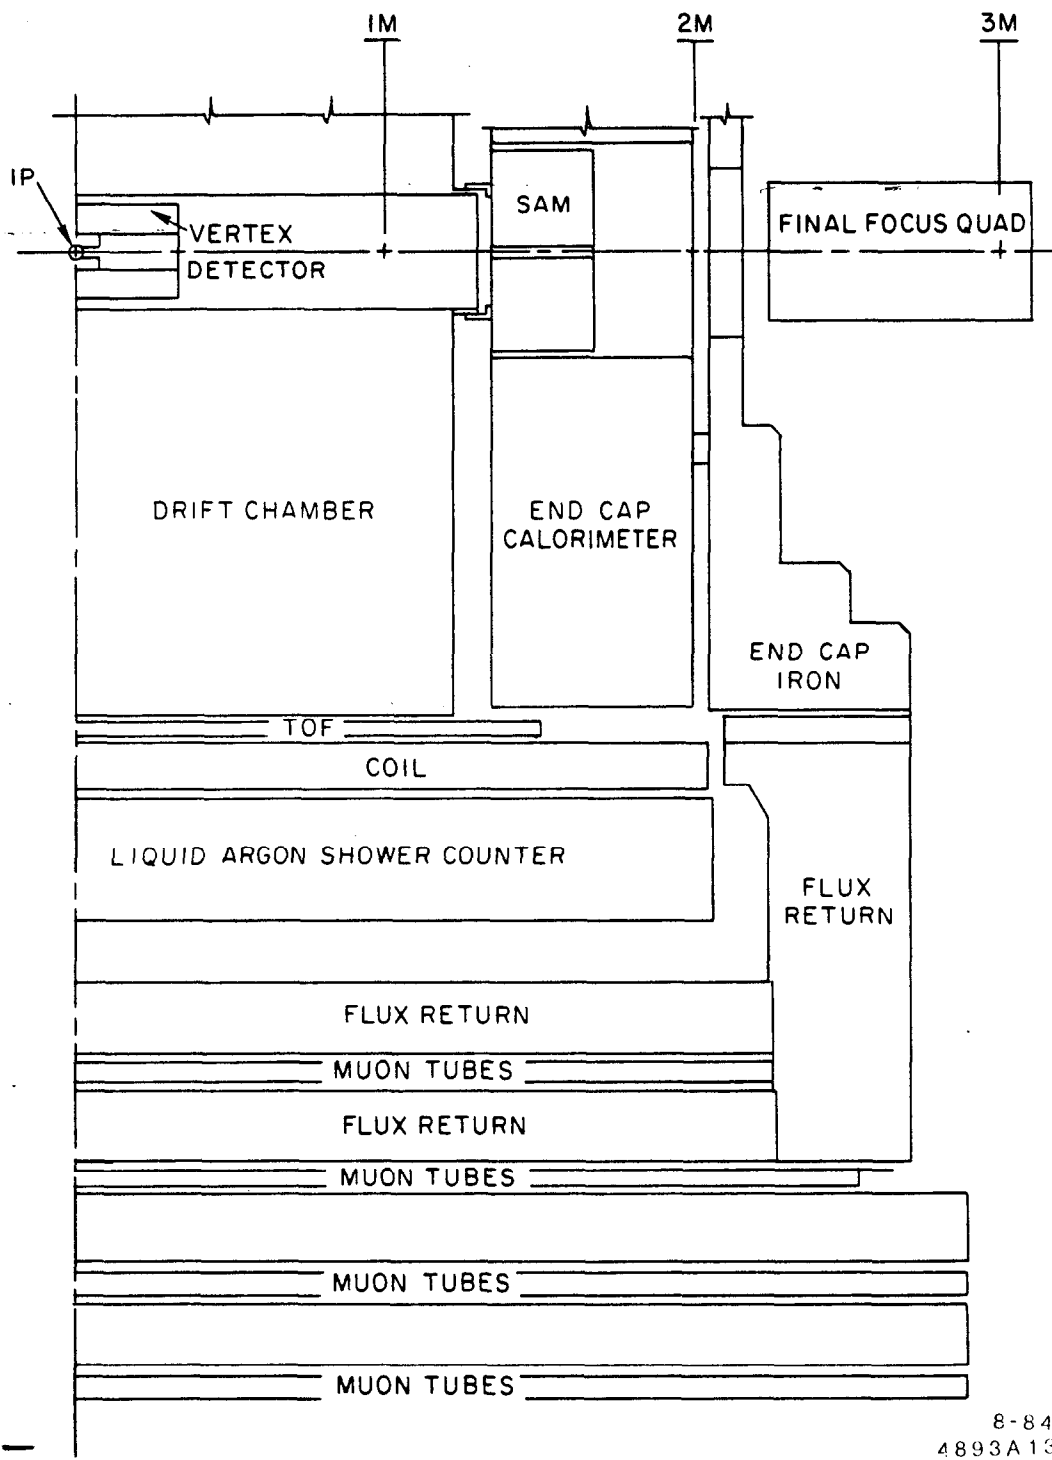 1M
2M
3M
IP
SAM
VERTEX
DETECTOR
FINAL FOCUS QUAD
DRIFT CHAMBER
END CAP
CALORIMETER
END CAP
IRON
TOF
COIL
LIQUID ARGON SHOWER COUNTER
FLUX
RETURN
FLUX RETURN
MUON TUBES
FLUX RETURN
MUON TUBES
MUON TUBES
MUON TUBES
8-84
4893A13